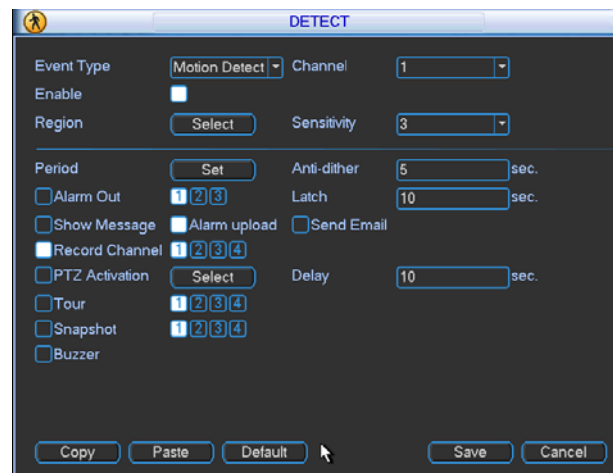 DETECT
Event Type Motion Detect Channel 1
Enable
Region Select Sensitivity 3
Period Set Anti-dither 5 sec.
Alarm Out 1 2 3 Latch 10 sec.
Show Message Alarm upload Send Email
Record Channel 1 2 3 4
PTZ Activation Select Delay 10 sec.
Tour 1 2 3 4
Snapshot 1 2 3 4
Buzzer
Copy Paste Default Save Cancel